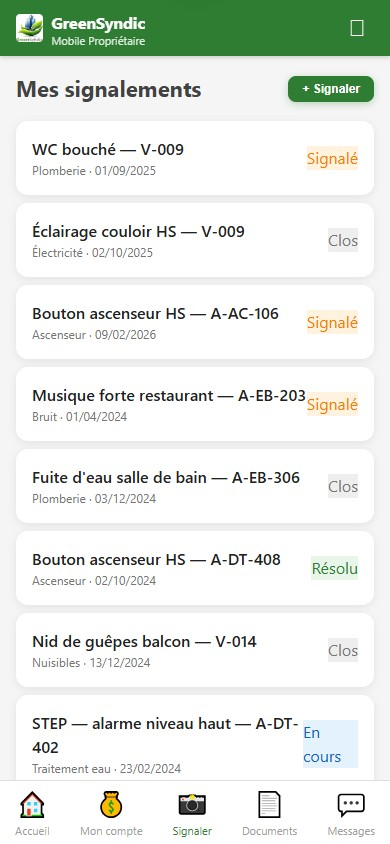 GreenSyndic
Mobile Propriétaire
Mes signalements
+ Signaler
WC bouché — V-009
Plomberie · 01/09/2025
Signalé
Éclairage couloir HS — V-009
Électricité · 02/10/2025
Clos
Bouton ascenseur HS — A-AC-106
Ascenseur · 09/02/2026
Signalé
Musique forte restaurant — A-EB-203
Bruit · 01/04/2024
Signalé
Fuite d'eau salle de bain — A-EB-306
Plomberie · 03/12/2024
Clos
Bouton ascenseur HS — A-DT-408
Ascenseur · 02/10/2024
Résolu
Nid de guêpes balcon — V-014
Nuisibles · 13/12/2024
Clos
STEP — alarme niveau haut — A-DT-
402
Traitement eau · 23/02/2024
En
cours
Accueil
Mon compte
Signaler
Documents
Messages